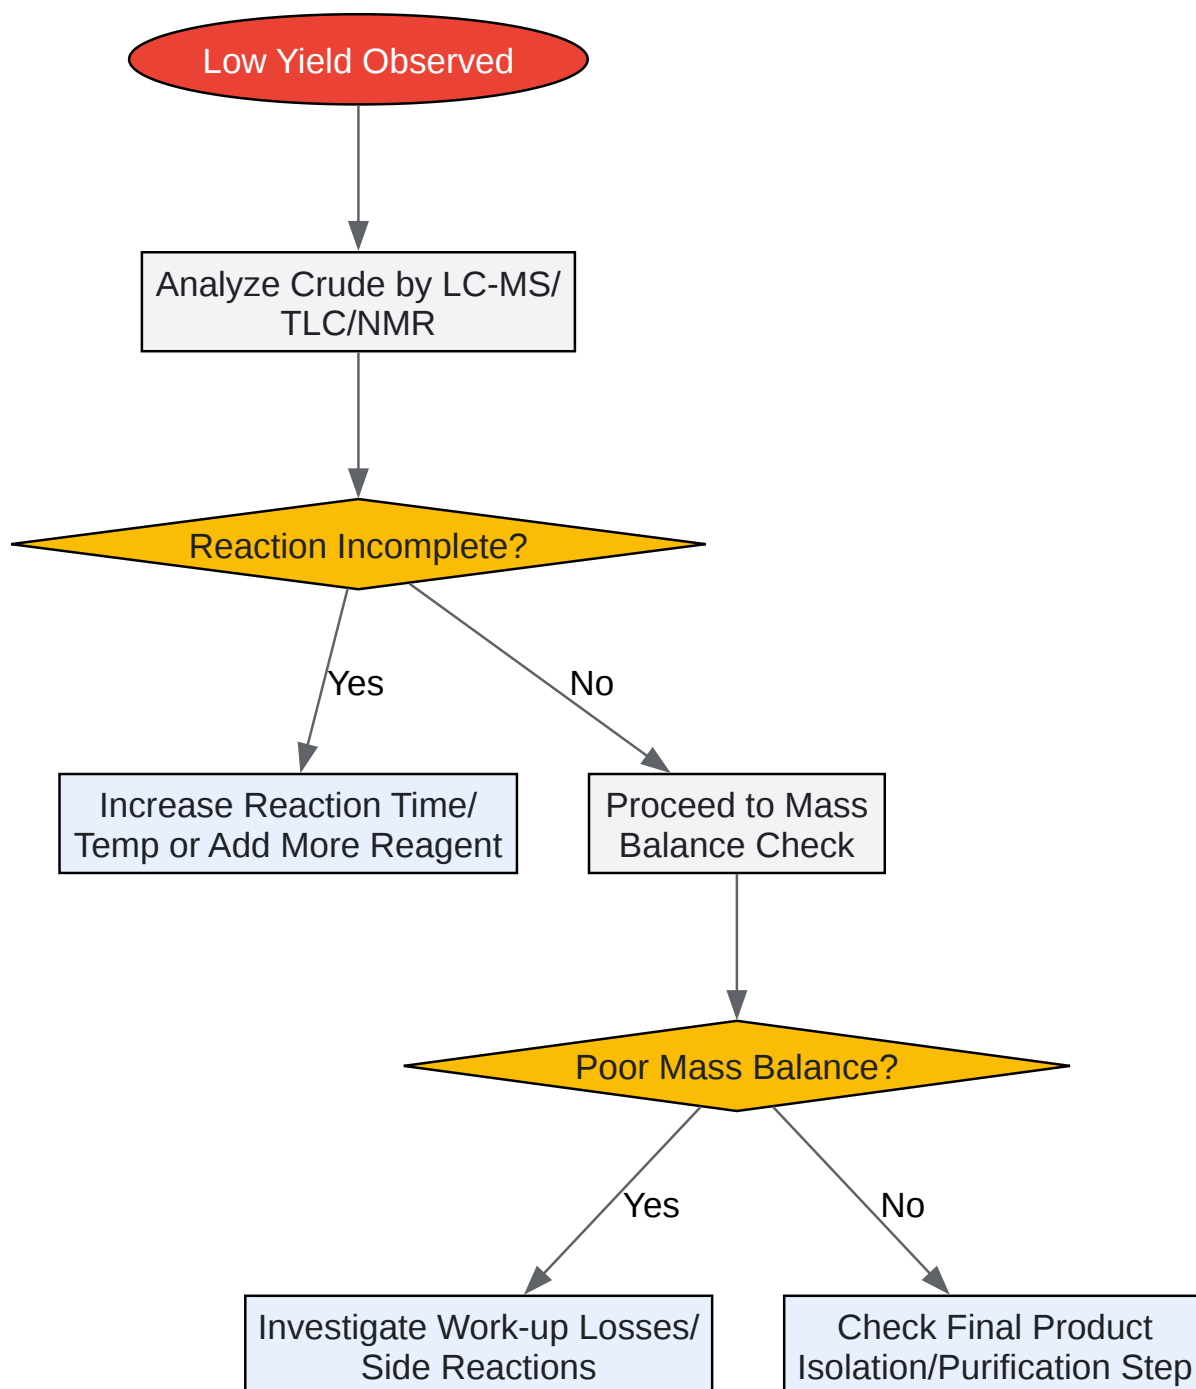 Low Yield Observed
Analyze Crude by LC-MS/
TLC/NMR
Reaction Incomplete?
Yes
No
Increase Reaction Time/
Temp or Add More Reagent
Proceed to Mass
Balance Check
Poor Mass Balance?
Yes
No
Investigate Work-up Losses/
Side Reactions
Check Final Product
Isolation/Purification Step